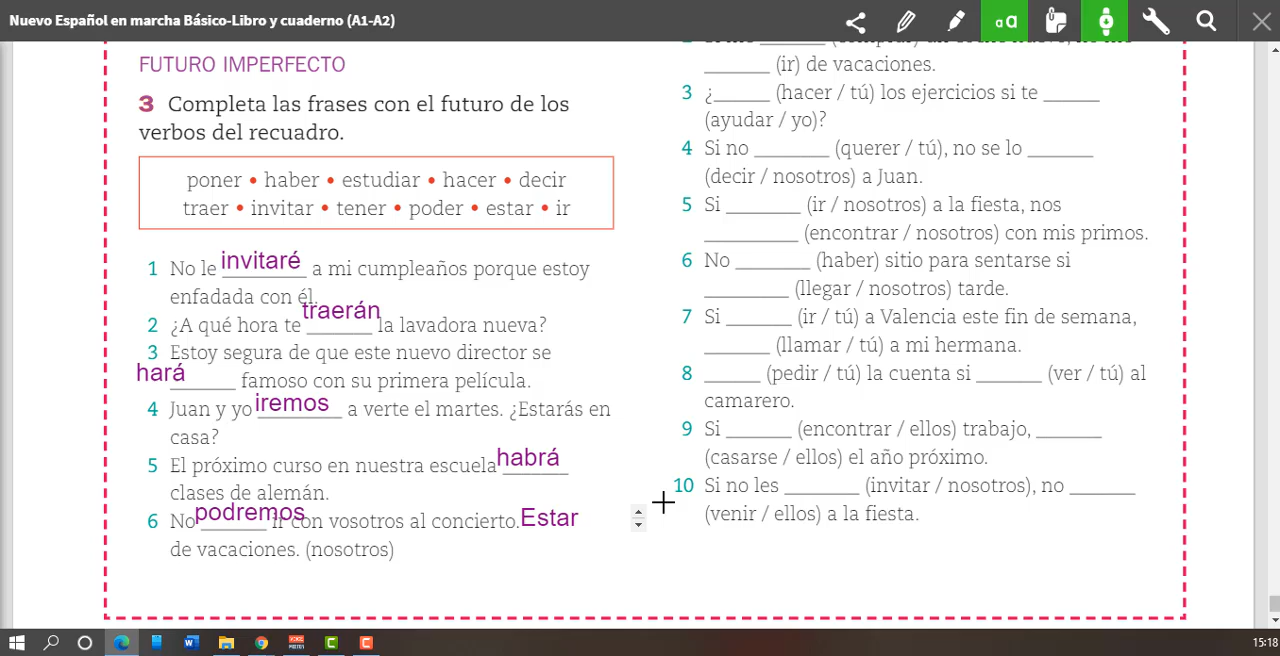 Nuevo Español en marcha Básico-Libro y cuaderno (A1-A2)
aa
FUTURO IMPERFECTO
3 Completa las frases con el futuro de los
verbos del recuadro.
poner • haber • estudiar • hacer • decir
traer • invitar • tener • poder • estar • ir
1 No le invitaré a mi cumpleaños porque estoy
enfadada con él.
2 ¿A qué hora te traerán la lavadora nueva?
3 Estoy segura de que este nuevo director se
hará famoso con su primera película.
4 Juan y yo iremos a verte el martes. ¿Estarás en
casa?
5 El próximo curso en nuestra escuela habrá
clases de alemán.
6 No podremos ir con vosotros al concierto. Estar
de vacaciones. (nosotros)
_______ (ir) de vacaciones.
3 ¿______ (hacer / tú) los ejercicios si te ______
(ayudar / yo)?
4 Si no ________ (querer / tú), no se lo _______
(decir / nosotros) a Juan.
5 Si ________ (ir / nosotros) a la fiesta, nos
__________ (encontrar / nosotros) con mis primos.
6 No ________ (haber) sitio para sentarse si
_________ (llegar / nosotros) tarde.
7 Si _______ (ir / tú) a Valencia este fin de semana,
_______ (llamar / tú) a mi hermana.
8 ______ (pedir / tú) la cuenta si _______ (ver / tú) al
camarero.
9 Si _______ (encontrar / ellos) trabajo, _______
(casarse / ellos) el año próximo.
10 Si no les ________ (invitar / nosotros), no _______
(venir / ellos) a la fiesta.
15:18